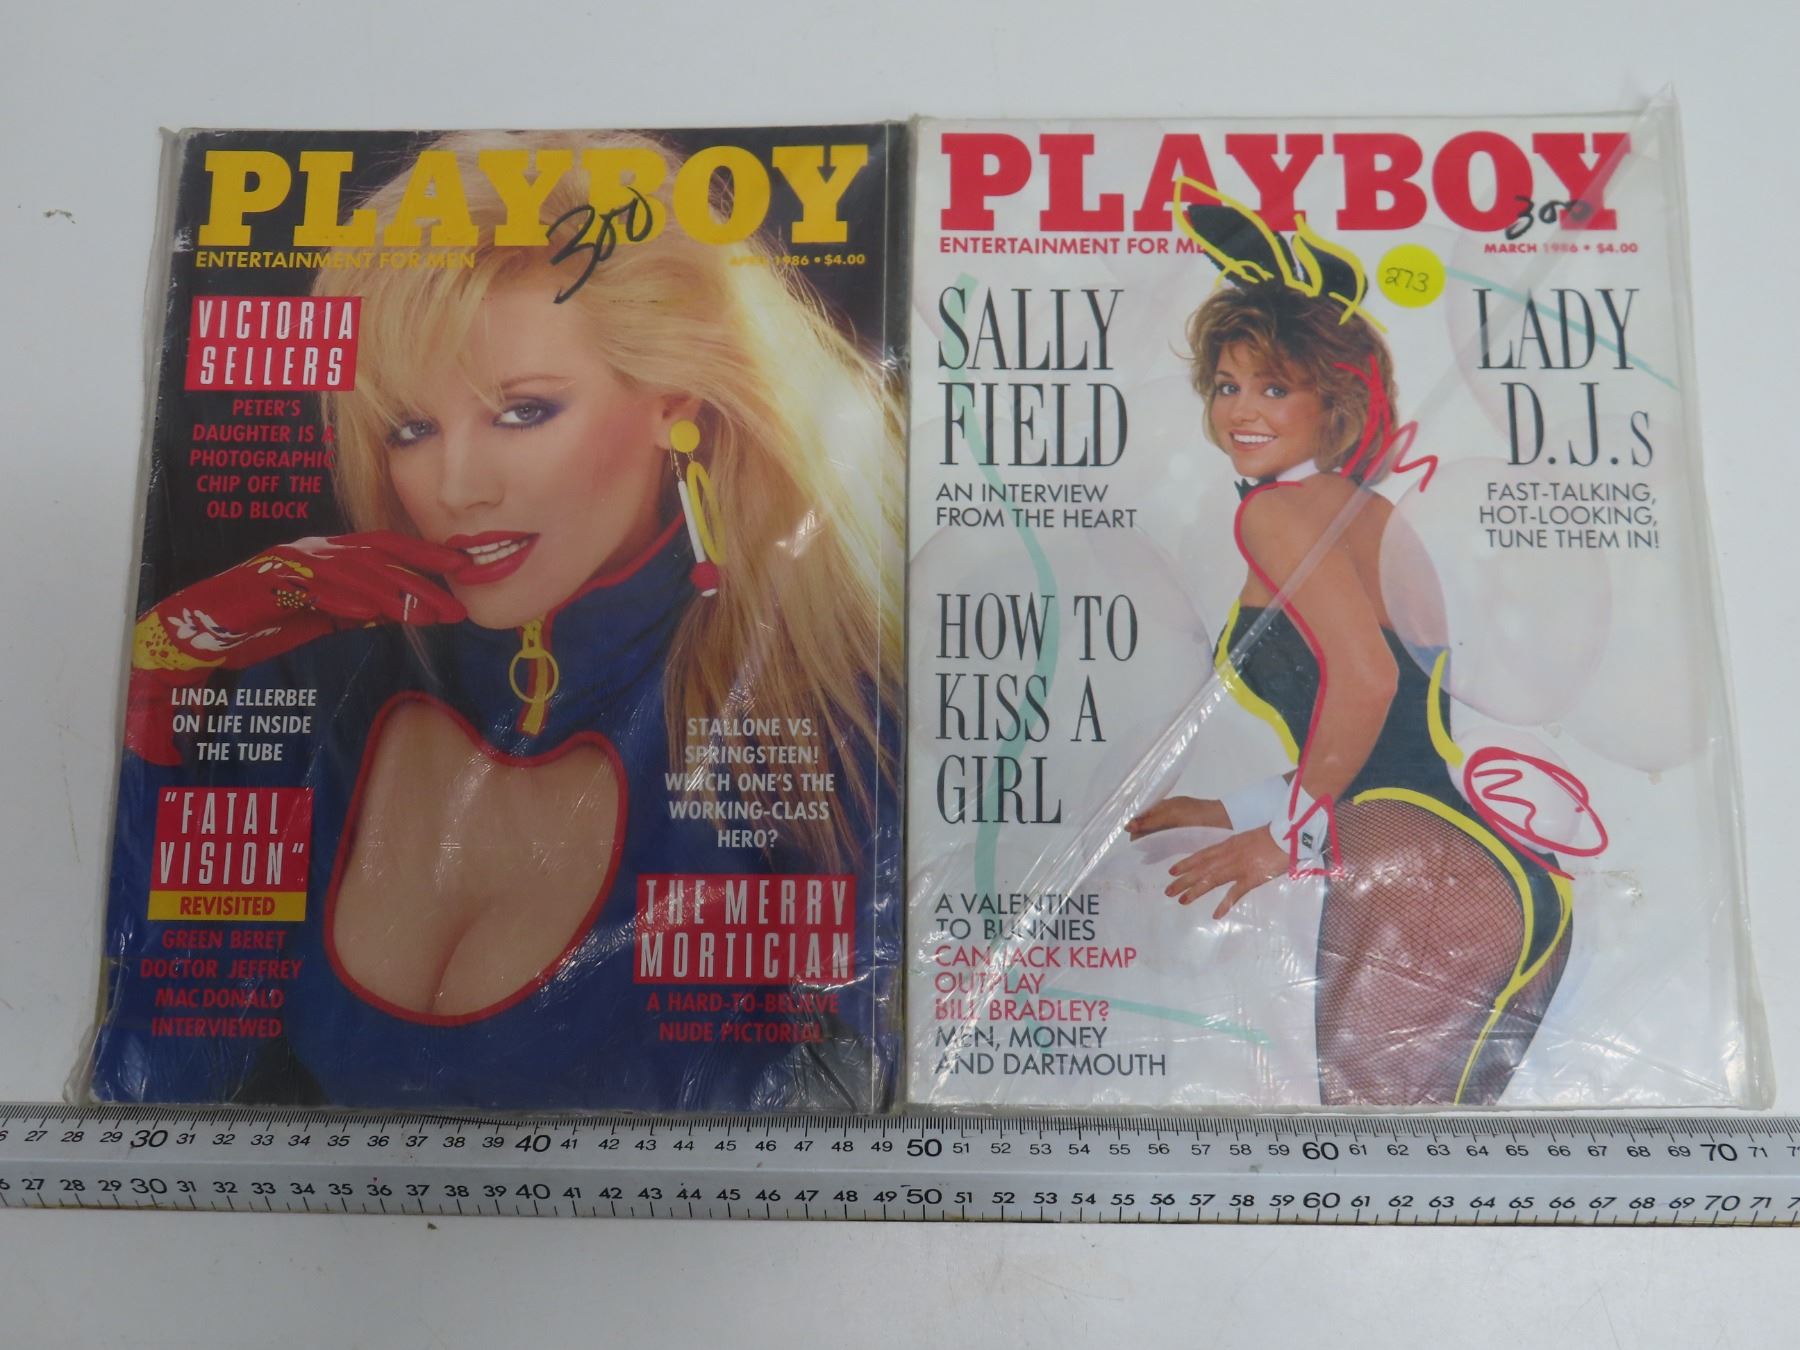 PLAYBOY
300
ENTERTAINMENT FOR MEN
APRIL 1986 • $4.00
VICTORIA
SELLERS
PETER'S
DAUGHTER IS A
PHOTOGRAPHIC
CHIP OFF THE
OLD BLOCK
LINDA ELLERBEE
ON LIFE INSIDE
THE TUBE
"FATAL
VISION"
REVISITED
GREEN BERET
DOCTOR JEFFREY
MACDONALD
INTERVIEWED
STALLONE VS.
SPRINGSTEEN!
WHICH ONE'S THE
WORKING-CLASS
HERO?
THE MERRY
MORTICIAN
A HARD-TO-BELIEVE
NUDE PICTORIAL
PLAYBOY
300
ENTERTAINMENT FOR ME
MARCH 1986 • $4.00
273
SALLY
FIELD
AN INTERVIEW
FROM THE HEART
LADY
D.J.s
FAST-TALKING,
HOT-LOOKING,
TUNE THEM IN!
HOW TO
KISS A
GIRL
A VALENTINE
TO BUNNIES
CAN JACK KEMP
OUTPLAY
BILL BRADLEY?
MEN, MONEY
AND DARTMOUTH
6 27 28 29 30 31 32 33 34 35 36 37 38 39 40 41 42 43 44 45 46 47 48 49 50 51 52 53 54 55 56 57 58 59 60 61 62 63 64 65 66 67 68 69 70 71
6 27 28 29 30 31 32 33 34 35 36 37 38 39 40 41 42 43 44 45 46 47 48 49 50 51 52 53 54 55 56 57 58 59 60 61 62 63 64 65 66 67 68 69 70 71